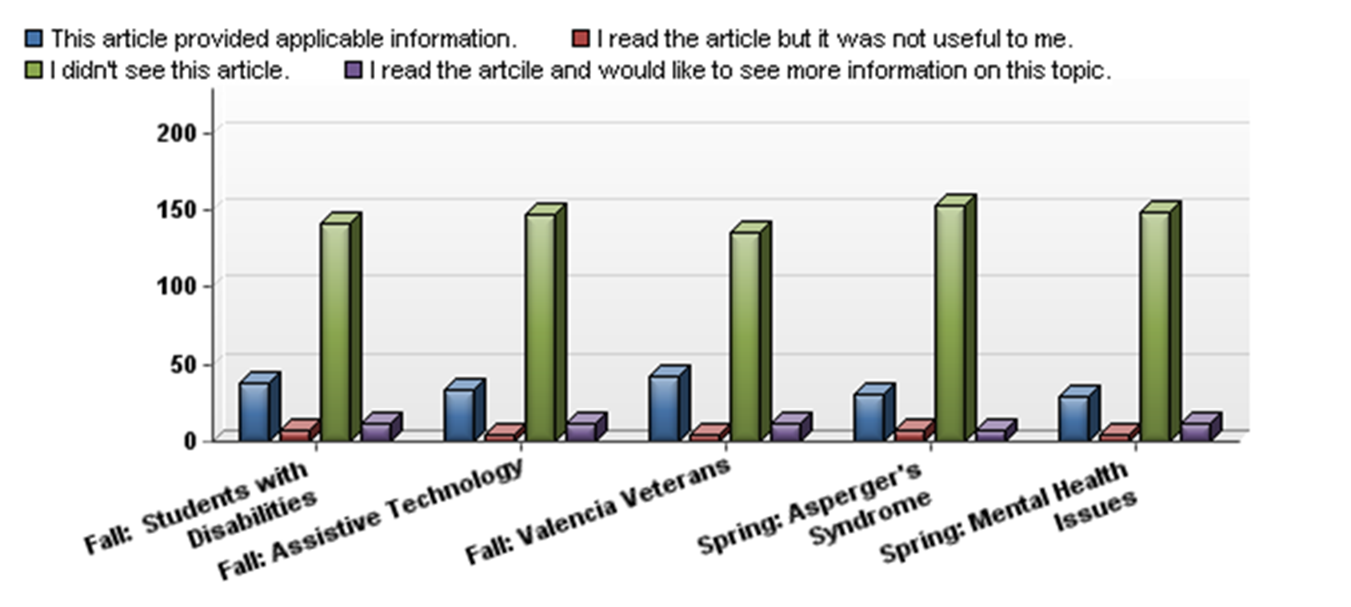 This article provided applicable information. I read the article but it was not useful to me.
I didn't see this article. I read the artcile and would like to see more information on this topic.
200
150
100
50
0
Fall: Students with
Disabilities
Fall: Assistive Technology
Fall: Valencia Veterans
Spring: Asperger's
Syndrome
Spring: Mental Health
Issues